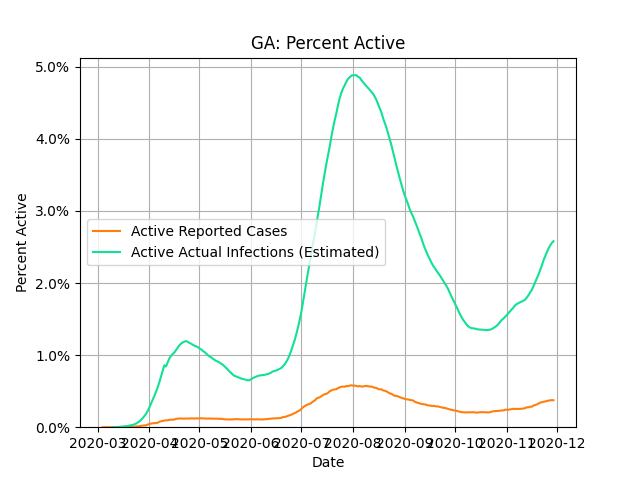 GA: Percent Active
5.0%
4.0%
3.0%
2.0%
1.0%
0.0%
Percent Active
Active Reported Cases
Active Actual Infections (Estimated)
2020-03 2020-04 2020-05 2020-06 2020-07 2020-08 2020-09 2020-10 2020-11 2020-12
Date